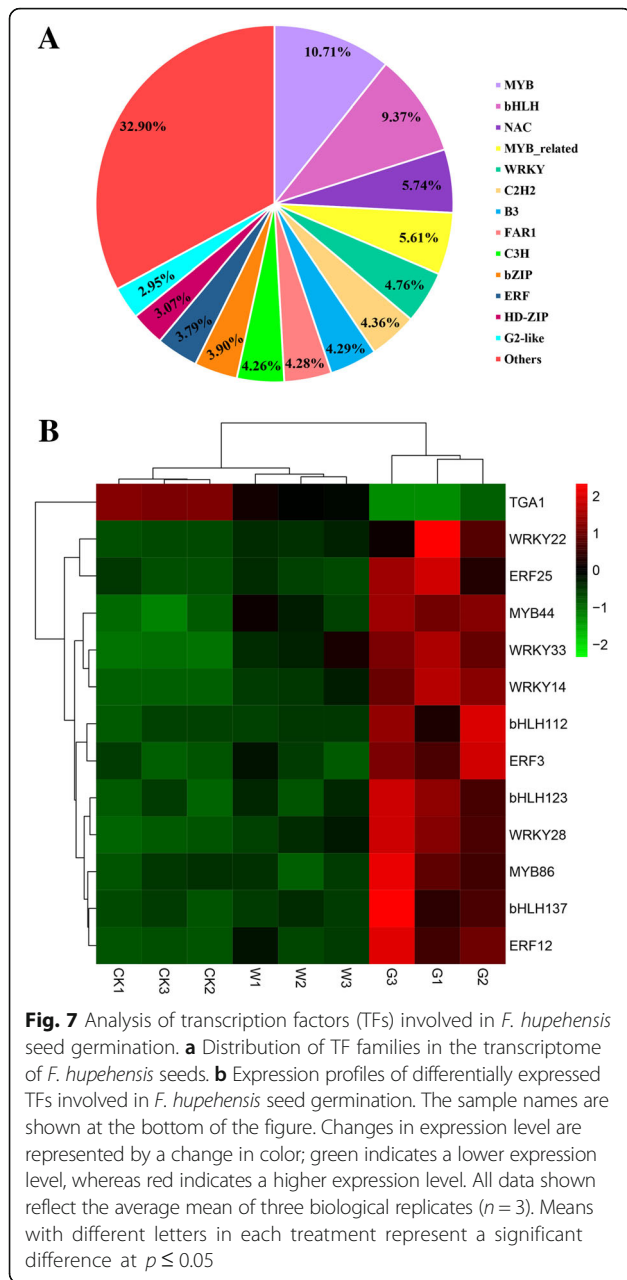 A
10.71%
9.37%
5.74%
5.61%
4.76%
4.36%
4.29%
4.28%
4.26%
3.90%
3.79%
3.07%
2.95%
32.90%
MYB
bHLH
NAC
MYB_related
WRKY
C2H2
B3
FAR1
C3H
bZIP
ERF
HD-ZIP
G2-like
Others
B
TGA1
WRKY22
ERF25
MYB44
WRKY33
WRKY14
bHLH112
ERF3
bHLH123
WRKY28
MYB86
bHLH137
ERF12
2
1
0
−1
−2
CK1
CK3
CK2
W1
W2
W3
G3
G1
G2
Fig. 7 Analysis of transcription factors (TFs) involved in F. hupehensis
seed germination. a Distribution of TF families in the transcriptome
of F. hupehensis seeds. b Expression profiles of differentially expressed
TFs involved in F. hupehensis seed germination. The sample names are
shown at the bottom of the figure. Changes in expression level are
represented by a change in color; green indicates a lower expression
level, whereas red indicates a higher expression level. All data shown
reflect the average mean of three biological replicates (n = 3). Means
with different letters in each treatment represent a significant
difference at p ≤ 0.05